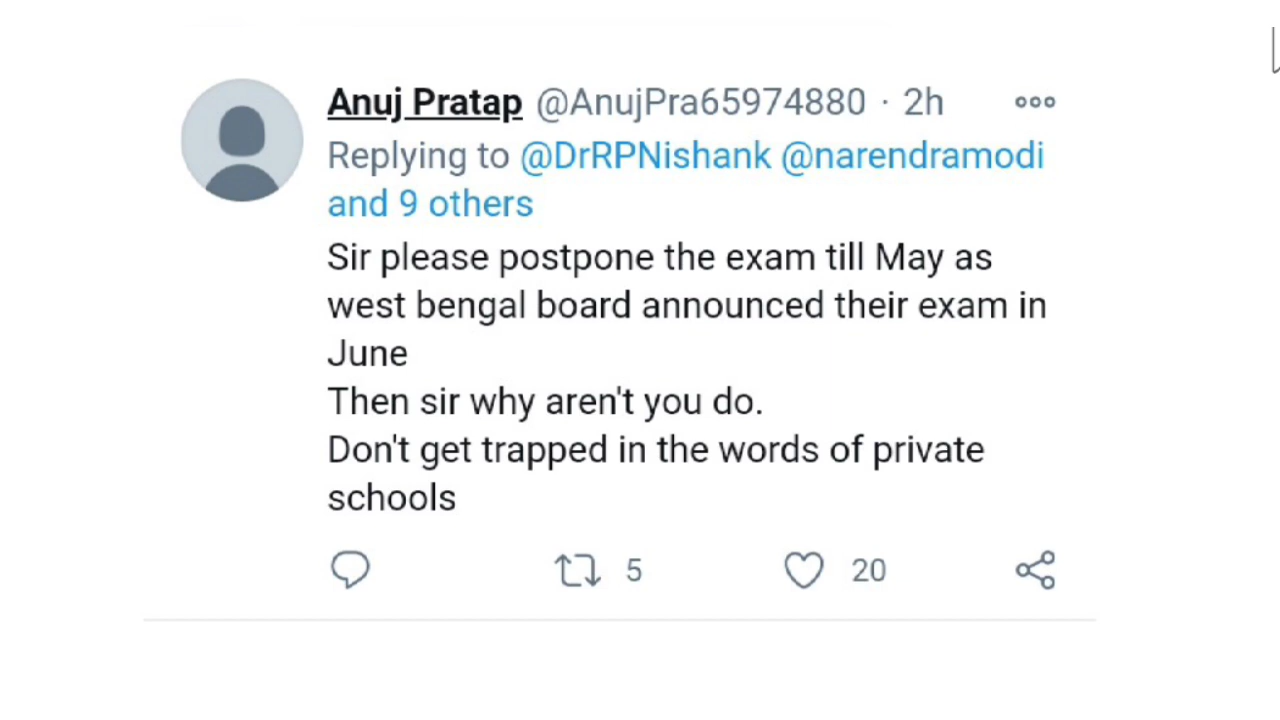 Anuj Pratap @AnujPra65974880 · 2h
Replying to @DrRPNishank @narendramodi
and 9 others
Sir please postpone the exam till May as
west bengal board announced their exam in
June
Then sir why aren't you do.
Don't get trapped in the words of private
schools
5 20